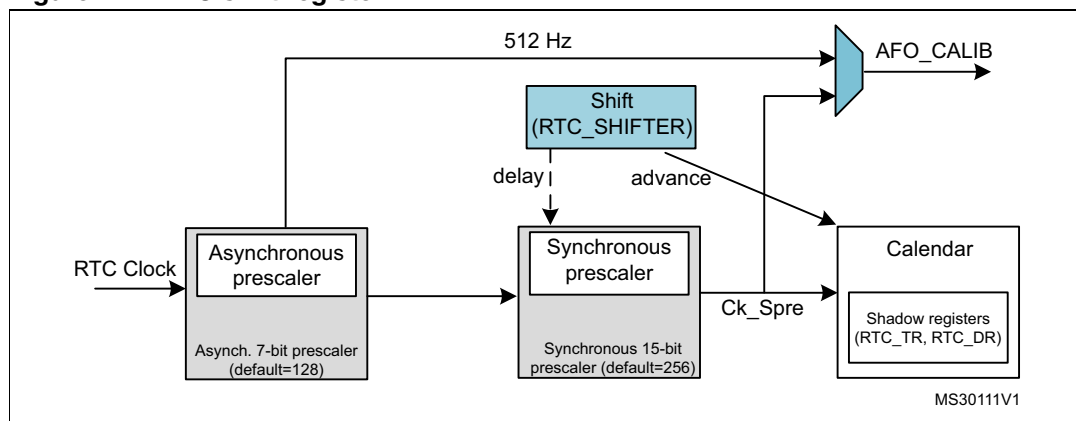 512 Hz
AFO_CALIB
Shift
(RTC_SHIFTER)
delay
advance
RTC Clock
Asynchronous
prescaler
Asynch. 7-bit prescaler
(default=128)
Synchronous
prescaler
Synchronous 15-bit
prescaler (default=256)
Ck_Spre
Calendar
Shadow registers
(RTC_TR, RTC_DR)
MS30111V1